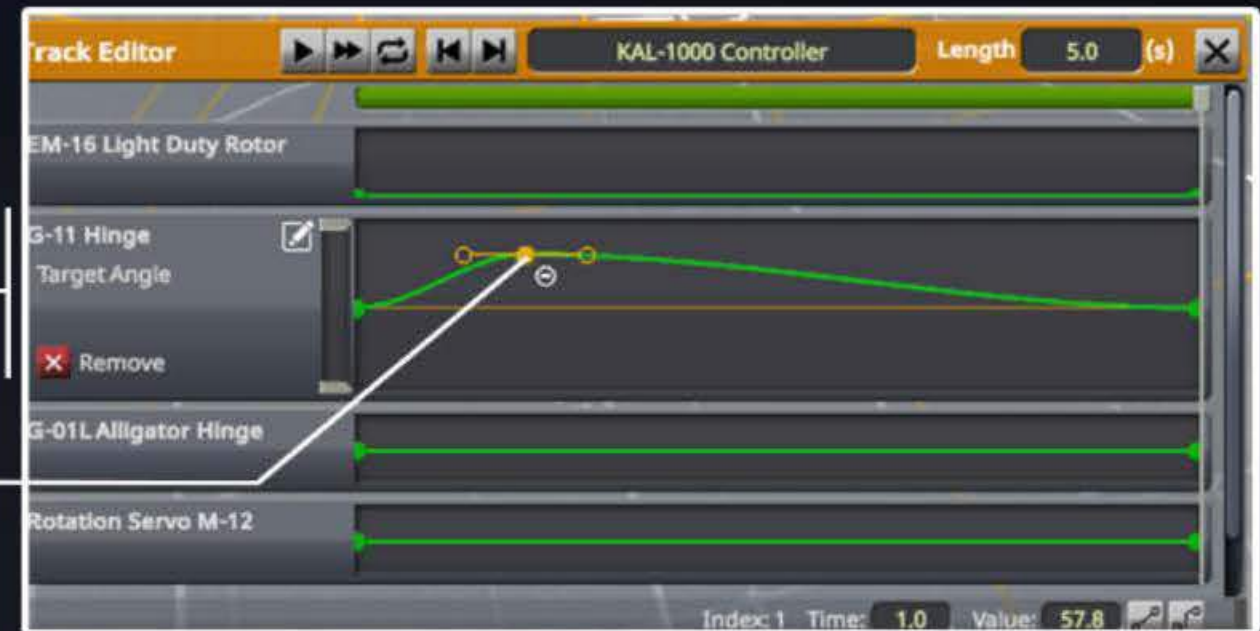 Track Editor KAL-1000 Controller Length 5.0 (s)
EM-16 Light Duty Rotor
G-11 Hinge
Target Angle
Remove
G-01L Alligator Hinge
Rotation Servo M-12
Index: 1 Time: 1.0 Value: 57.8